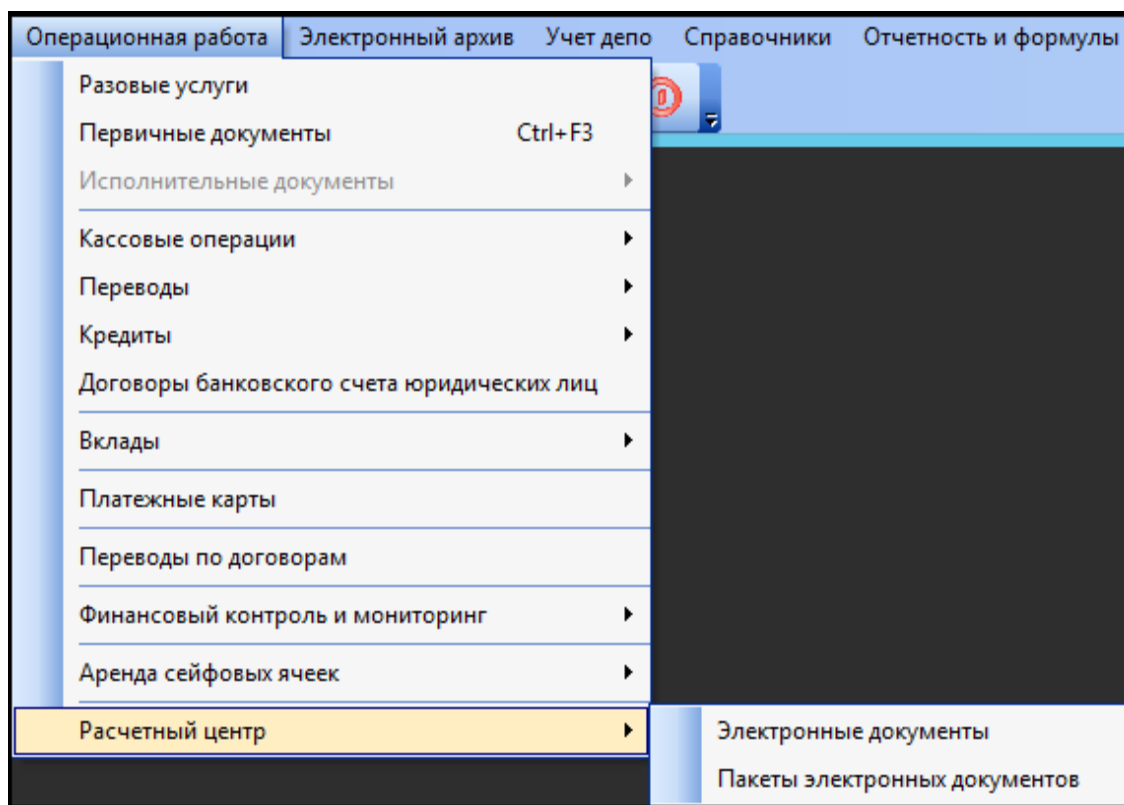 Операционная работа Электронный архив Учет депо Справочники Отчетность и формулы
Разовые услуги
Первичные документы Ctrl+F3
Исполнительные документы
Кассовые операции
Переводы
Кредиты
Договоры банковского счета юридических лиц
Вклады
Платежные карты
Переводы по договорам
Финансовый контроль и мониторинг
Аренда сейфовых ячеек
Расчетный центр
Электронные документы
Пакеты электронных документов